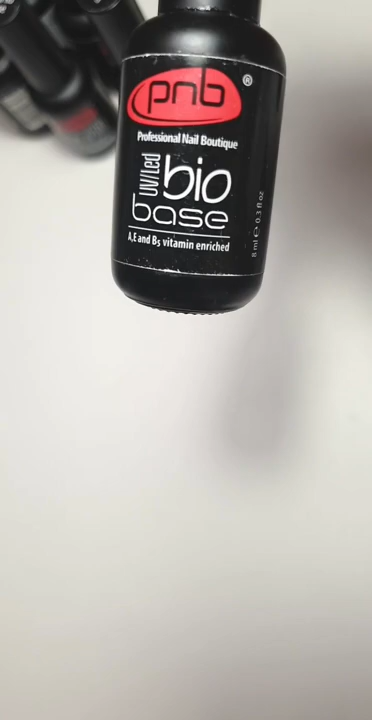 pnb®
Professional Nail Boutique
UV/Led
bio
base
A,E and B5 vitamin enriched
8 ml ℮ 0.3 fl oz